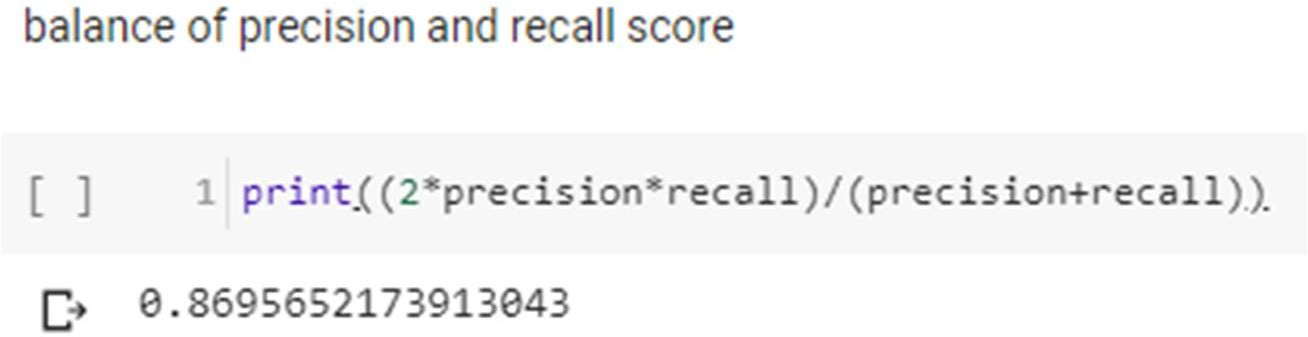 balance of precision and recall score
[ ] 1 print((2*precision*recall)/(precision+recall))
0.8695652173913043